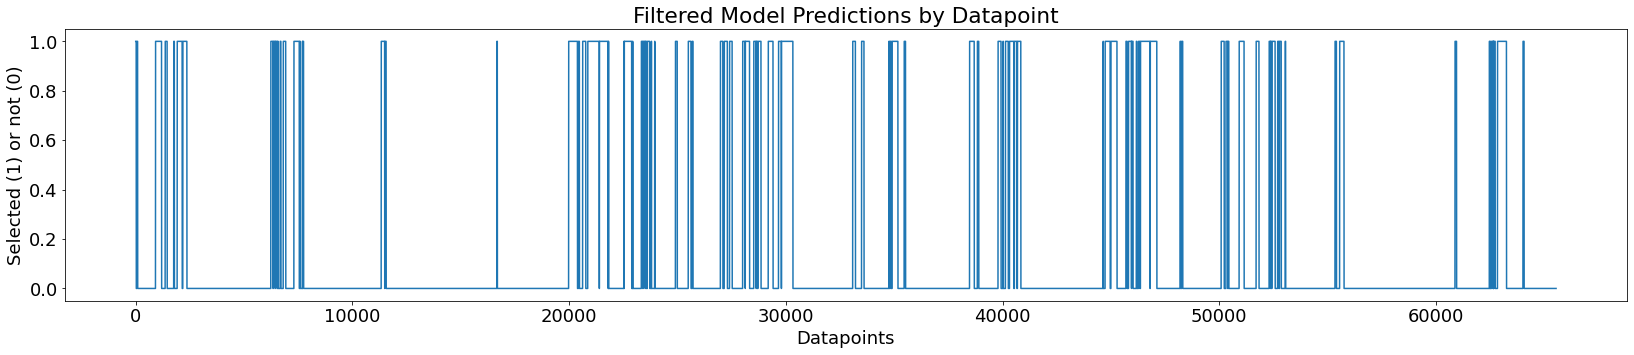 Filtered Model Predictions by Datapoint
Selected (1) or not (0)
1.0
0.8
0.6
0.4
0.2
0.0
0 10000 20000 30000 40000 50000 60000
Datapoints